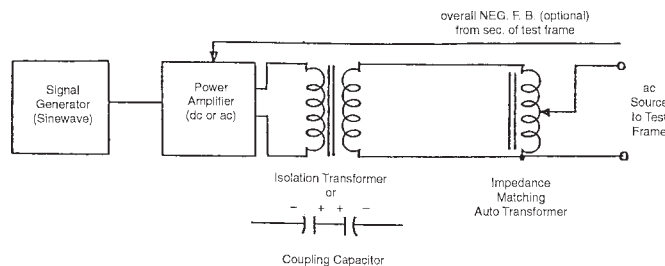 overall NEG. F. B. (optional)
from sec. of test frame
Signal
Generator
(Sinewave)
Power
Amplifier
(dc or ac)
ac
Source
to Test
Frame
Isolation Transformer
or
− + + −
Coupling Capacitor
Impedance
Matching
Auto Transformer